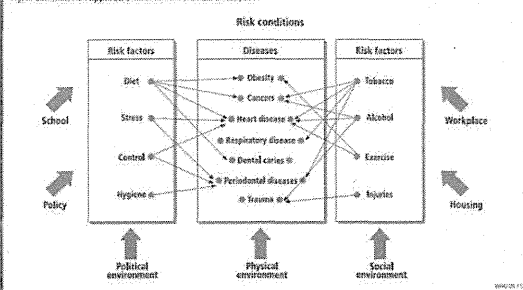 Risk conditions
Risk factors
Diseases
Risk factors
Diet
Stress
Control
Hygiene
Obesity
Cancers
Heart disease
Respiratory disease
Dental caries
Periodontal diseases
Trauma
Tobacco
Alcohol
Exercise
Injuries
School
Policy
Workplace
Housing
Political
environment
Physical
environment
Social
environment